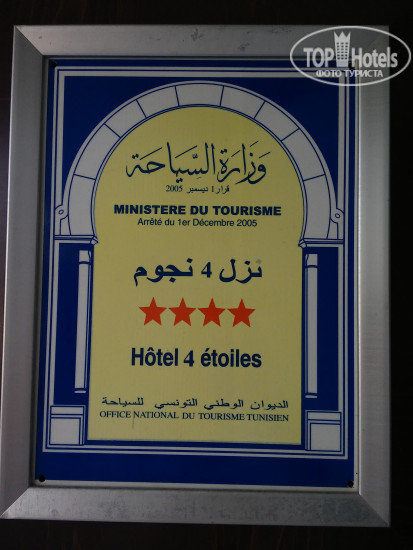 TOP Hotels
ФОТО ТУРИСТА
وزارة السياحة
قرار 1 ديسمبر 2005
MINISTERE DU TOURISME
Arrêté du 1er Décembre 2005
نزل 4 نجوم
Hôtel 4 étoiles
الديوان الوطني التونسي للسياحة
OFFICE NATIONAL DU TOURISME TUNISIEN